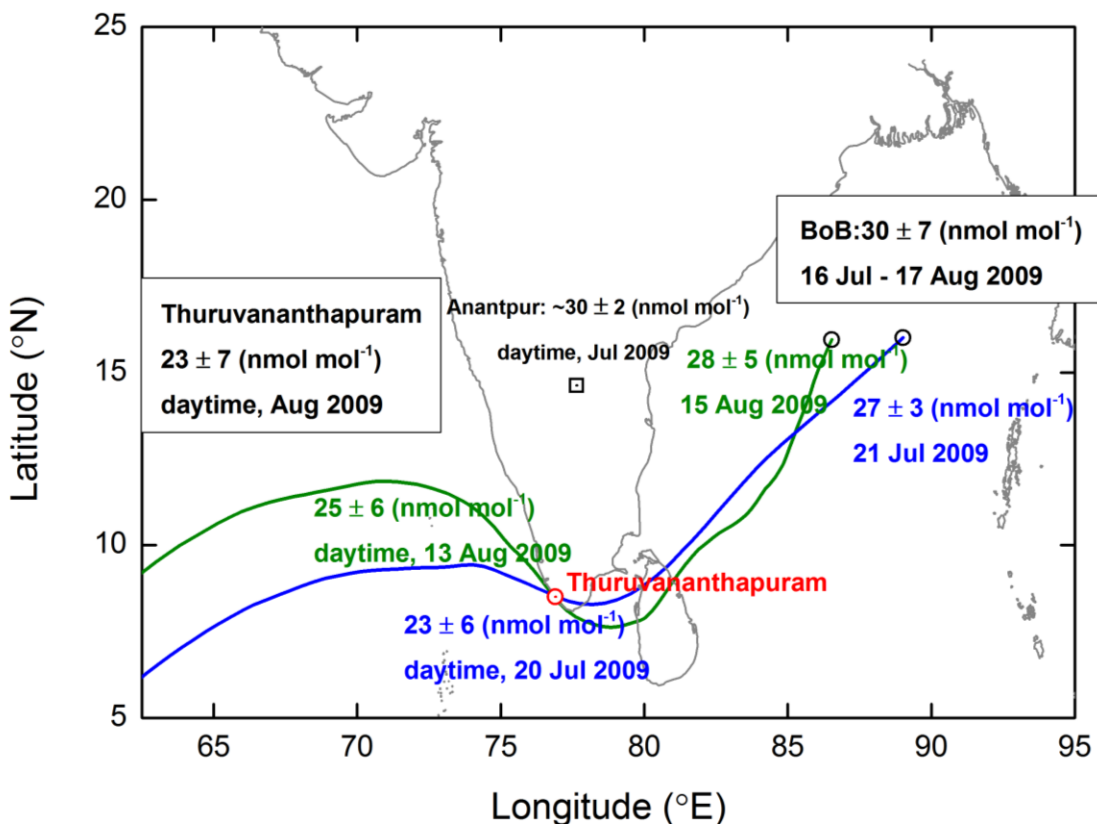 25
20
15
10
5
Latitude (°N)
65
70
75
80
85
90
95
Longitude (°E)
Thuruvananthapuram
23 ± 7 (nmol mol⁻¹)
daytime, Aug 2009
Anantpur: ~30 ± 2 (nmol mol⁻¹)
daytime, Jul 2009
BoB:30 ± 7 (nmol mol⁻¹)
16 Jul - 17 Aug 2009
28 ± 5 (nmol mol⁻¹)
15 Aug 2009
27 ± 3 (nmol mol⁻¹)
21 Jul 2009
25 ± 6 (nmol mol⁻¹)
daytime, 13 Aug 2009
Thuruvananthapuram
23 ± 6 (nmol mol⁻¹)
daytime, 20 Jul 2009